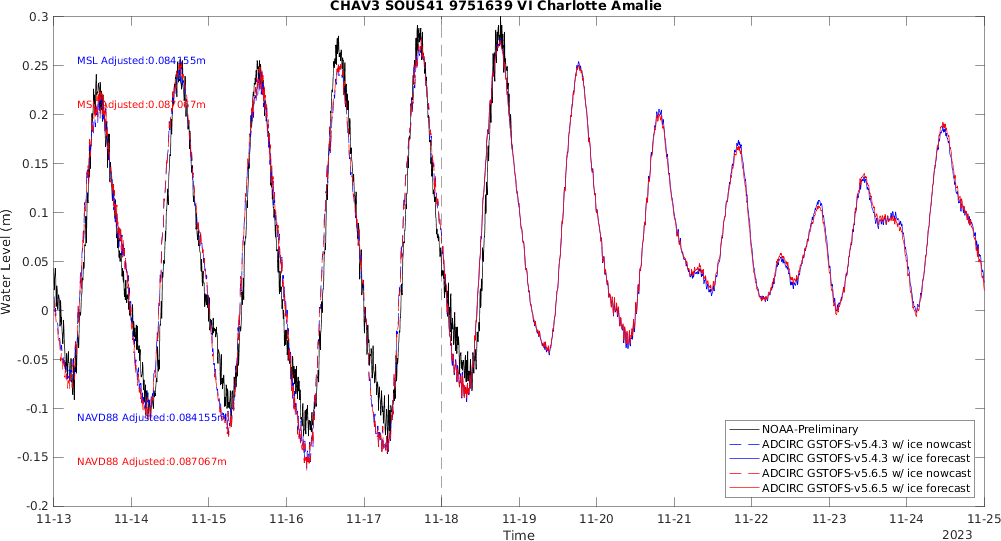 CHAV3 SOUS41 9751639 VI Charlotte Amalie
0.3
0.25
0.2
0.15
0.1
0.05
0
-0.05
-0.1
-0.15
-0.2
Water Level (m)
MSL Adjusted:0.084155m
MSL Adjusted:0.087067m
NAVD88 Adjusted:0.084155m
NAVD88 Adjusted:0.087067m
NOAA-Preliminary
ADCIRC GSTOFS-v5.4.3 w/ ice nowcast
ADCIRC GSTOFS-v5.4.3 w/ ice forecast
ADCIRC GSTOFS-v5.6.5 w/ ice nowcast
ADCIRC GSTOFS-v5.6.5 w/ ice forecast
11-13 11-14 11-15 11-16 11-17 11-18 11-19 11-20 11-21 11-22 11-23 11-24 11-25
Time
2023